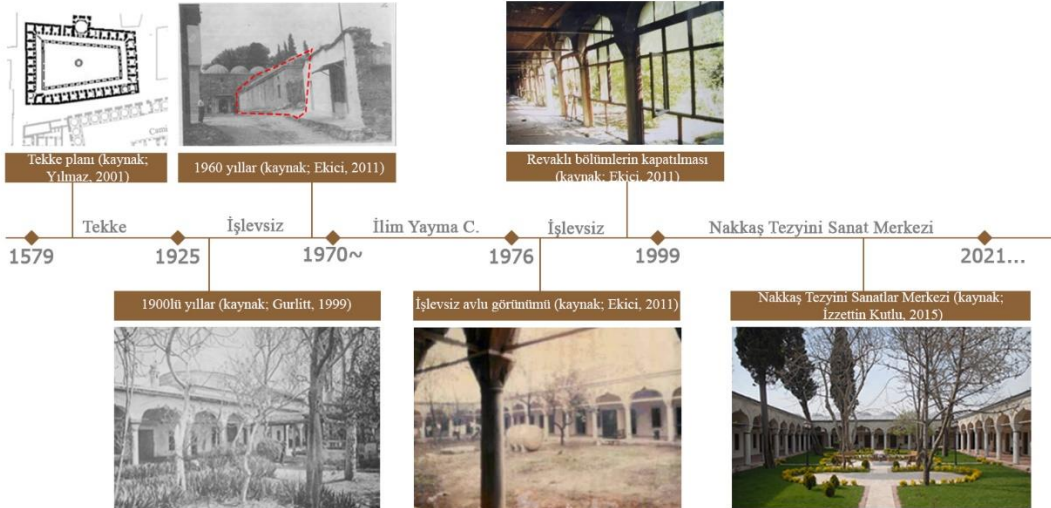 Cami
Tekke planı (kaynak;
Yılmaz, 2001)
1960 yıllar (kaynak; Ekici, 2011)
Revaklı bölümlerin kapatılması
(kaynak; Ekici, 2011)
Tekke
İşlevsiz
İlim Yayma C.
İşlevsiz
Nakkaş Tezyini Sanat Merkezi
1579
1925
1970~
1976
1999
2021...
1900lü yıllar (kaynak; Gurlitt, 1999)
İşlevsiz avlu görünümü (kaynak; Ekici, 2011)
Nakkaş Tezyini Sanatlar Merkezi (kaynak;
İzzettin Kutlu, 2015)